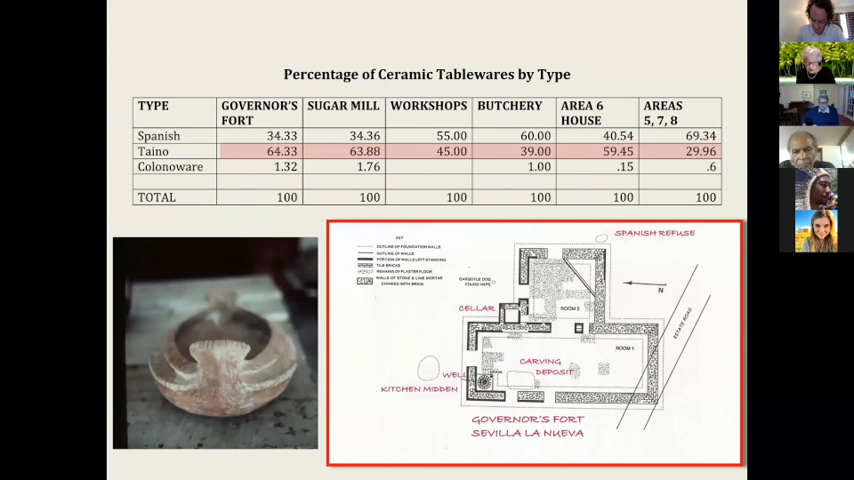 Percentage of Ceramic Tablewares by Type
TYPE GOVERNOR'S FORT SUGAR MILL WORKSHOPS BUTCHERY AREA 6 HOUSE AREAS 5, 7, 8
Spanish 34.33 34.36 55.00 60.00 40.54 69.34
Taino 64.33 63.88 45.00 39.00 59.45 29.96
Colonoware 1.32 1.76 1.00 .15 .6
TOTAL 100 100 100 100 100 100
SPANISH REFUSE
KEY
OUTLINE OF FOUNDATION WALLS
OUTLINE OF WALLS
PORTION OF WALLS LEFT STANDING
TILE BRICKS
REMAINS OF PLASTER FLOOR
WALLS OF STONE & LIME MORTAR
CHINKED WITH BRICK
GARGOYLE DOG
FOUND HERE
N
CELLAR
ROOM 2
ESTATE ROAD
ROOM 1
CARVING
DEPOSIT
WELL
KITCHEN MIDDEN
GOVERNOR'S FORT
SEVILLA LA NUEVA